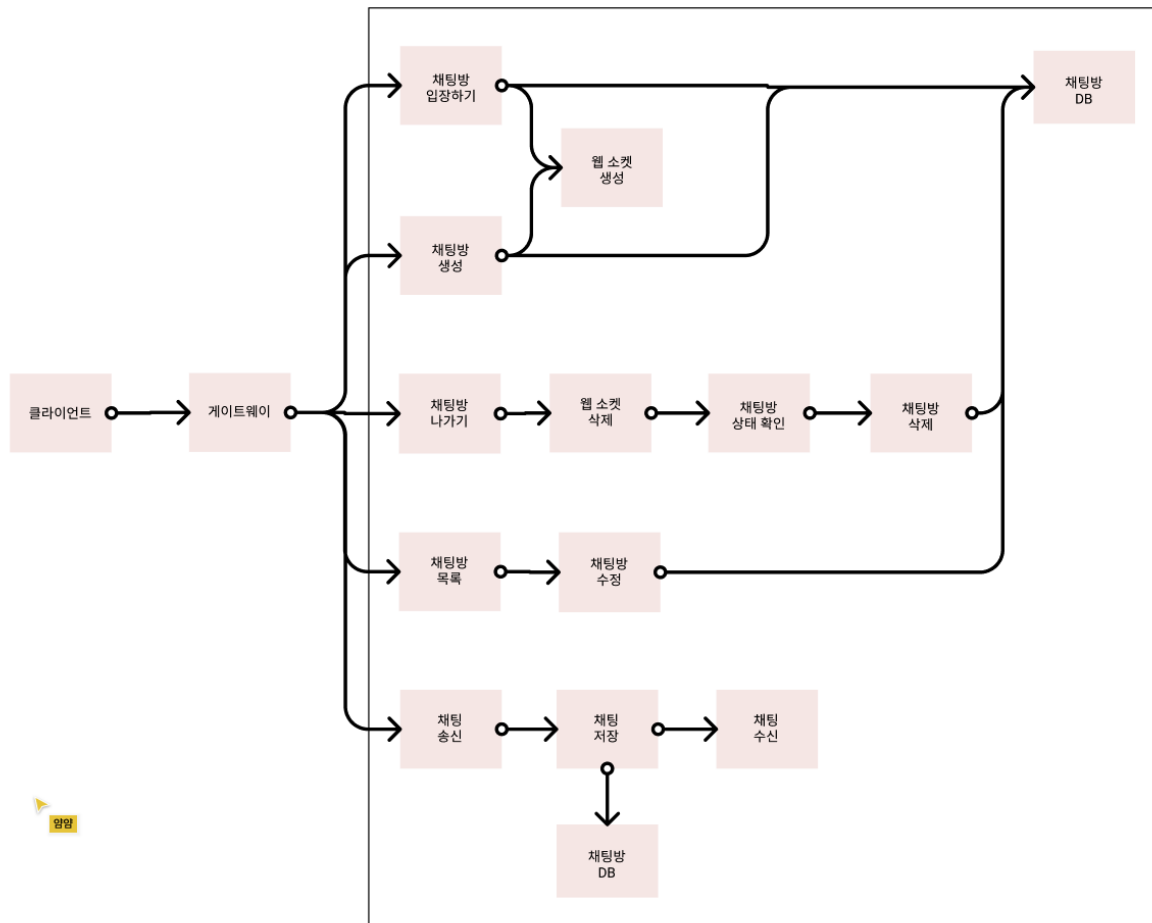 채팅방
입장하기
채팅방
DB
웹 소켓
생성
채팅방
생성
클라이언트
게이트웨이
채팅방
나가기
웹 소켓
삭제
채팅방
상태 확인
채팅방
삭제
채팅방
목록
채팅방
수정
채팅
송신
채팅
저장
채팅
수신
얌얌
채팅방
DB